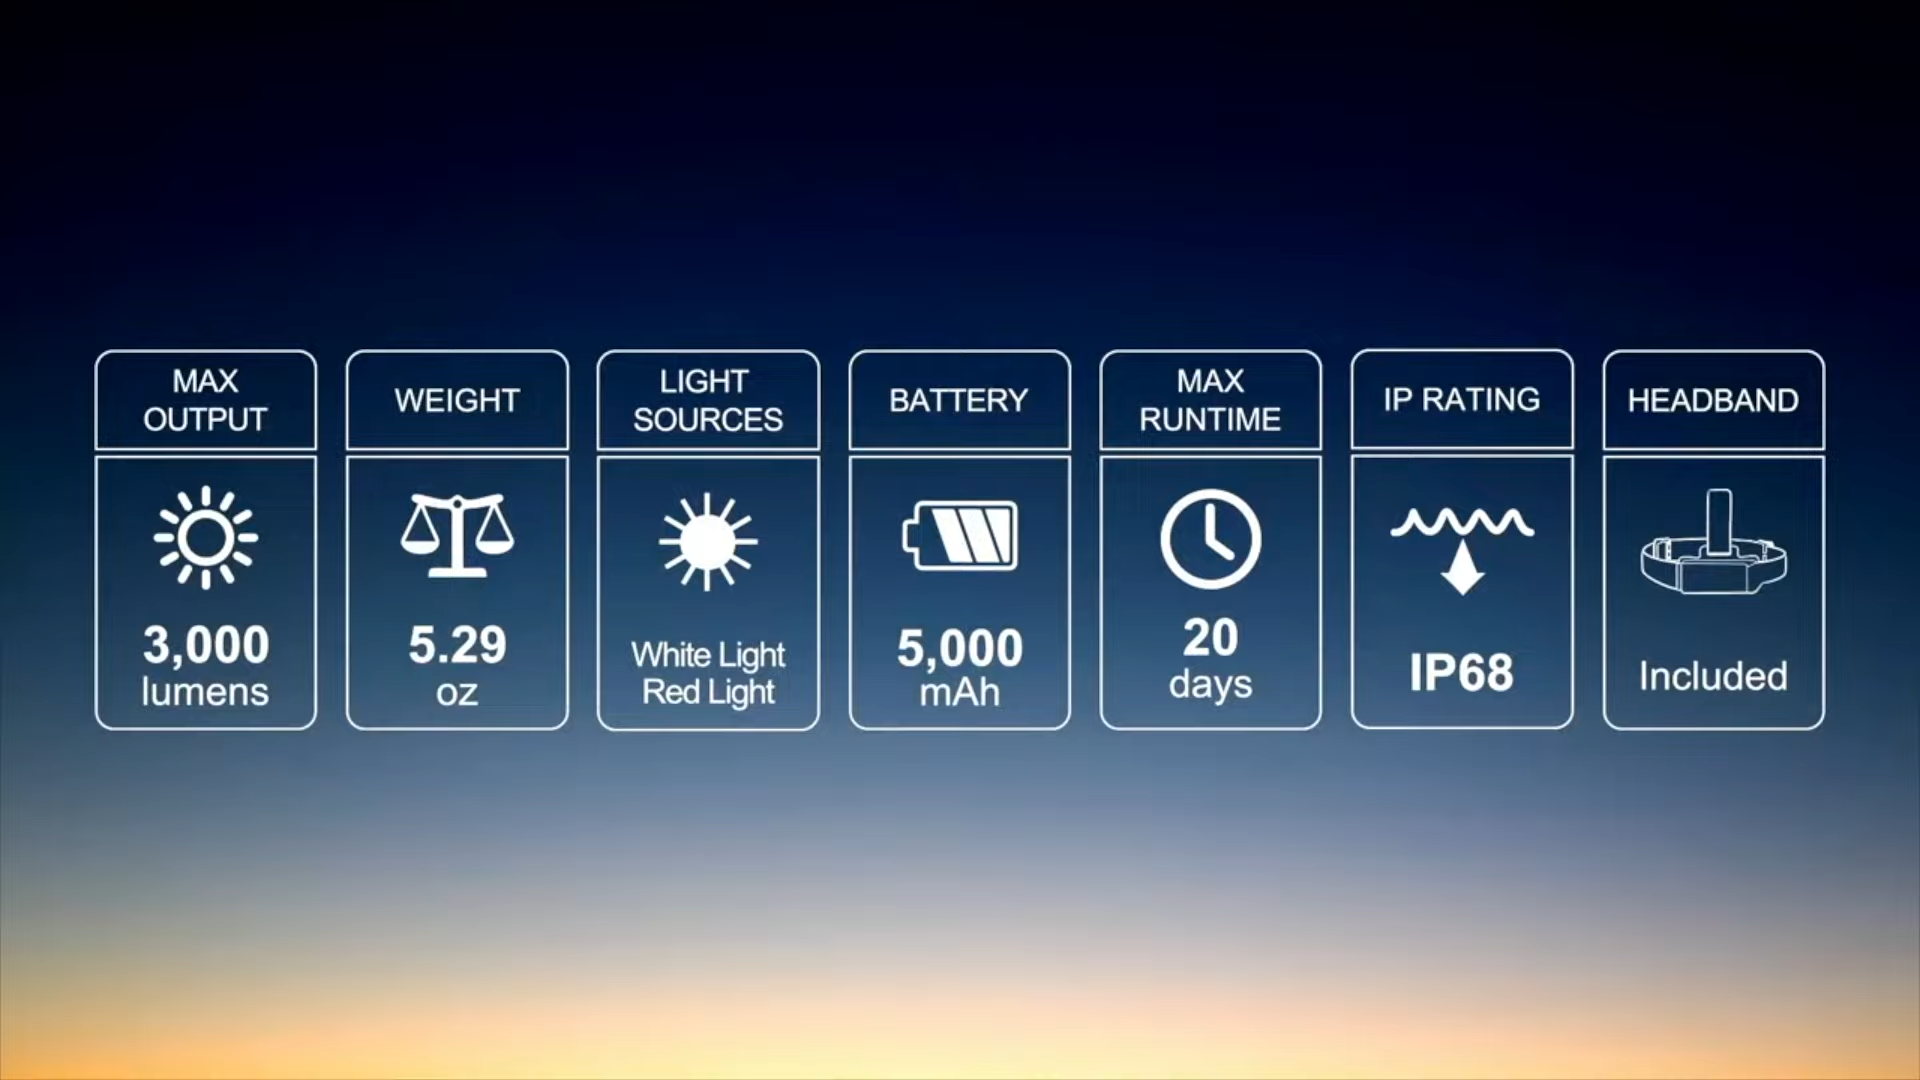 MAX
OUTPUT
3,000
lumens
WEIGHT
5.29
oz
LIGHT
SOURCES
White Light
Red Light
BATTERY
5,000
mAh
MAX
RUNTIME
20
days
IP RATING
IP68
HEADBAND
Included